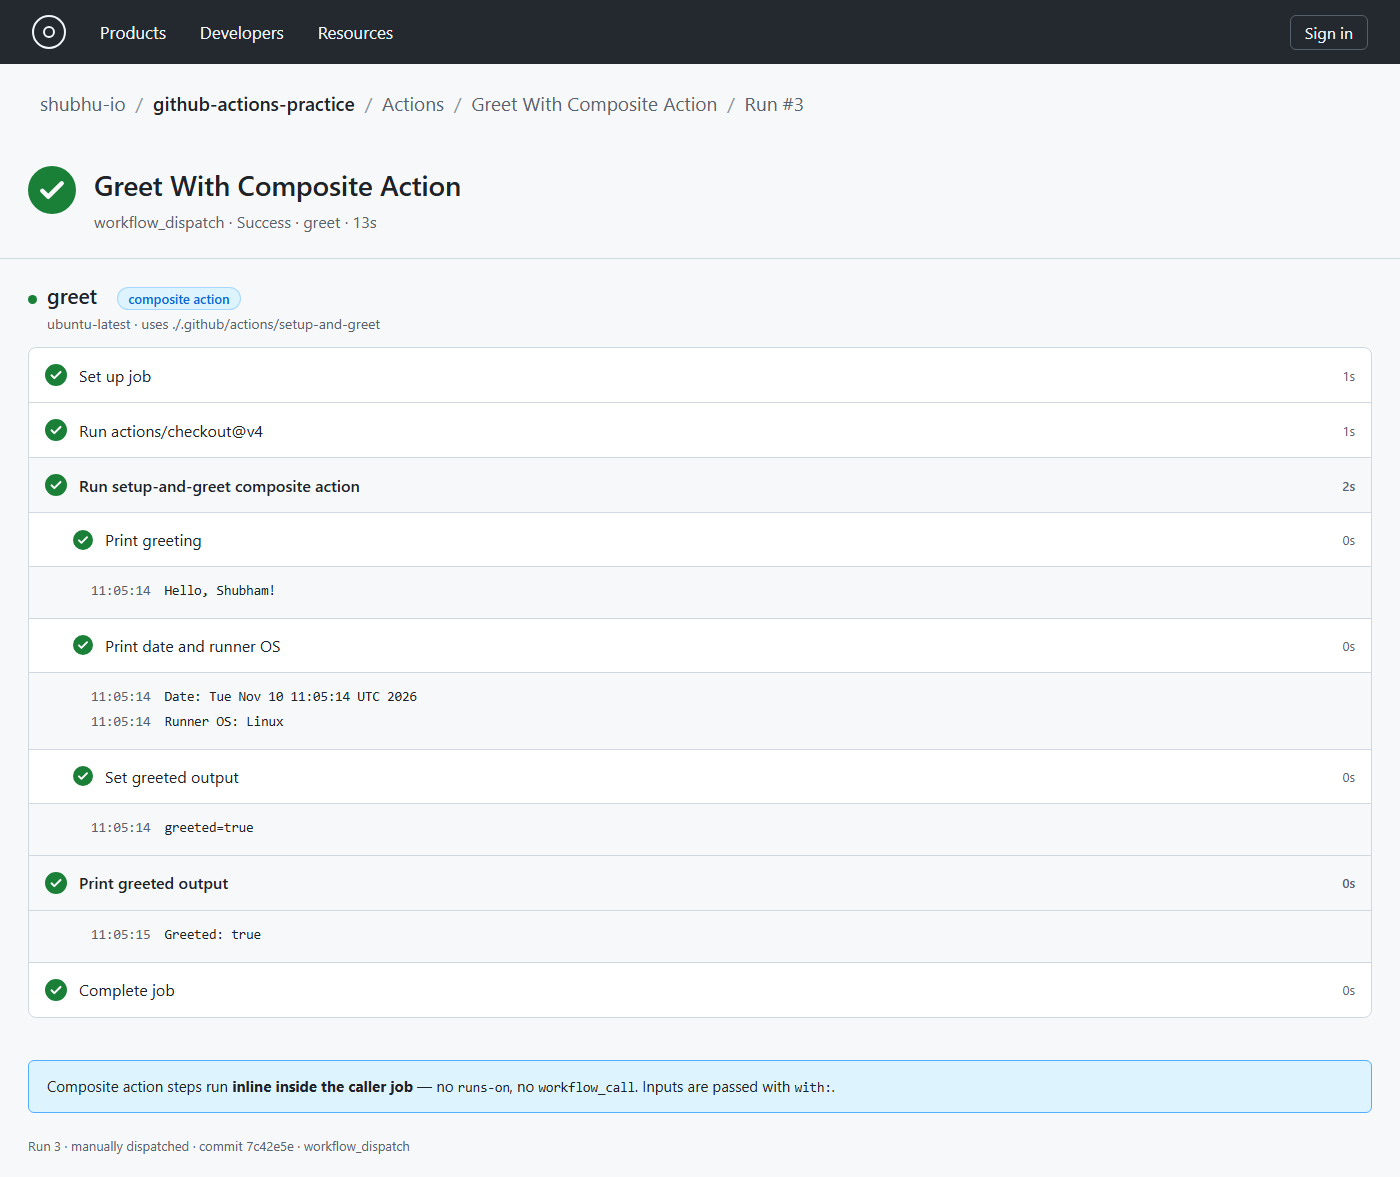 Products Developers Resources Sign in
shubhu-io / github-actions-practice / Actions / Greet With Composite Action / Run #3
Greet With Composite Action
workflow_dispatch · Success · greet · 13s
greet composite action
ubuntu-latest · uses ./.github/actions/setup-and-greet
Set up job 1s
Run actions/checkout@v4 1s
Run setup-and-greet composite action 2s
Print greeting 0s
11:05:14 Hello, Shubham!
Print date and runner OS 0s
11:05:14 Date: Tue Nov 10 11:05:14 UTC 2026
11:05:14 Runner OS: Linux
Set greeted output 0s
11:05:14 greeted=true
Print greeted output 0s
11:05:15 Greeted: true
Complete job 0s
Composite action steps run inline inside the caller job — no runs-on, no workflow_call. Inputs are passed with with:.
Run 3 · manually dispatched · commit 7c42e5e · workflow_dispatch